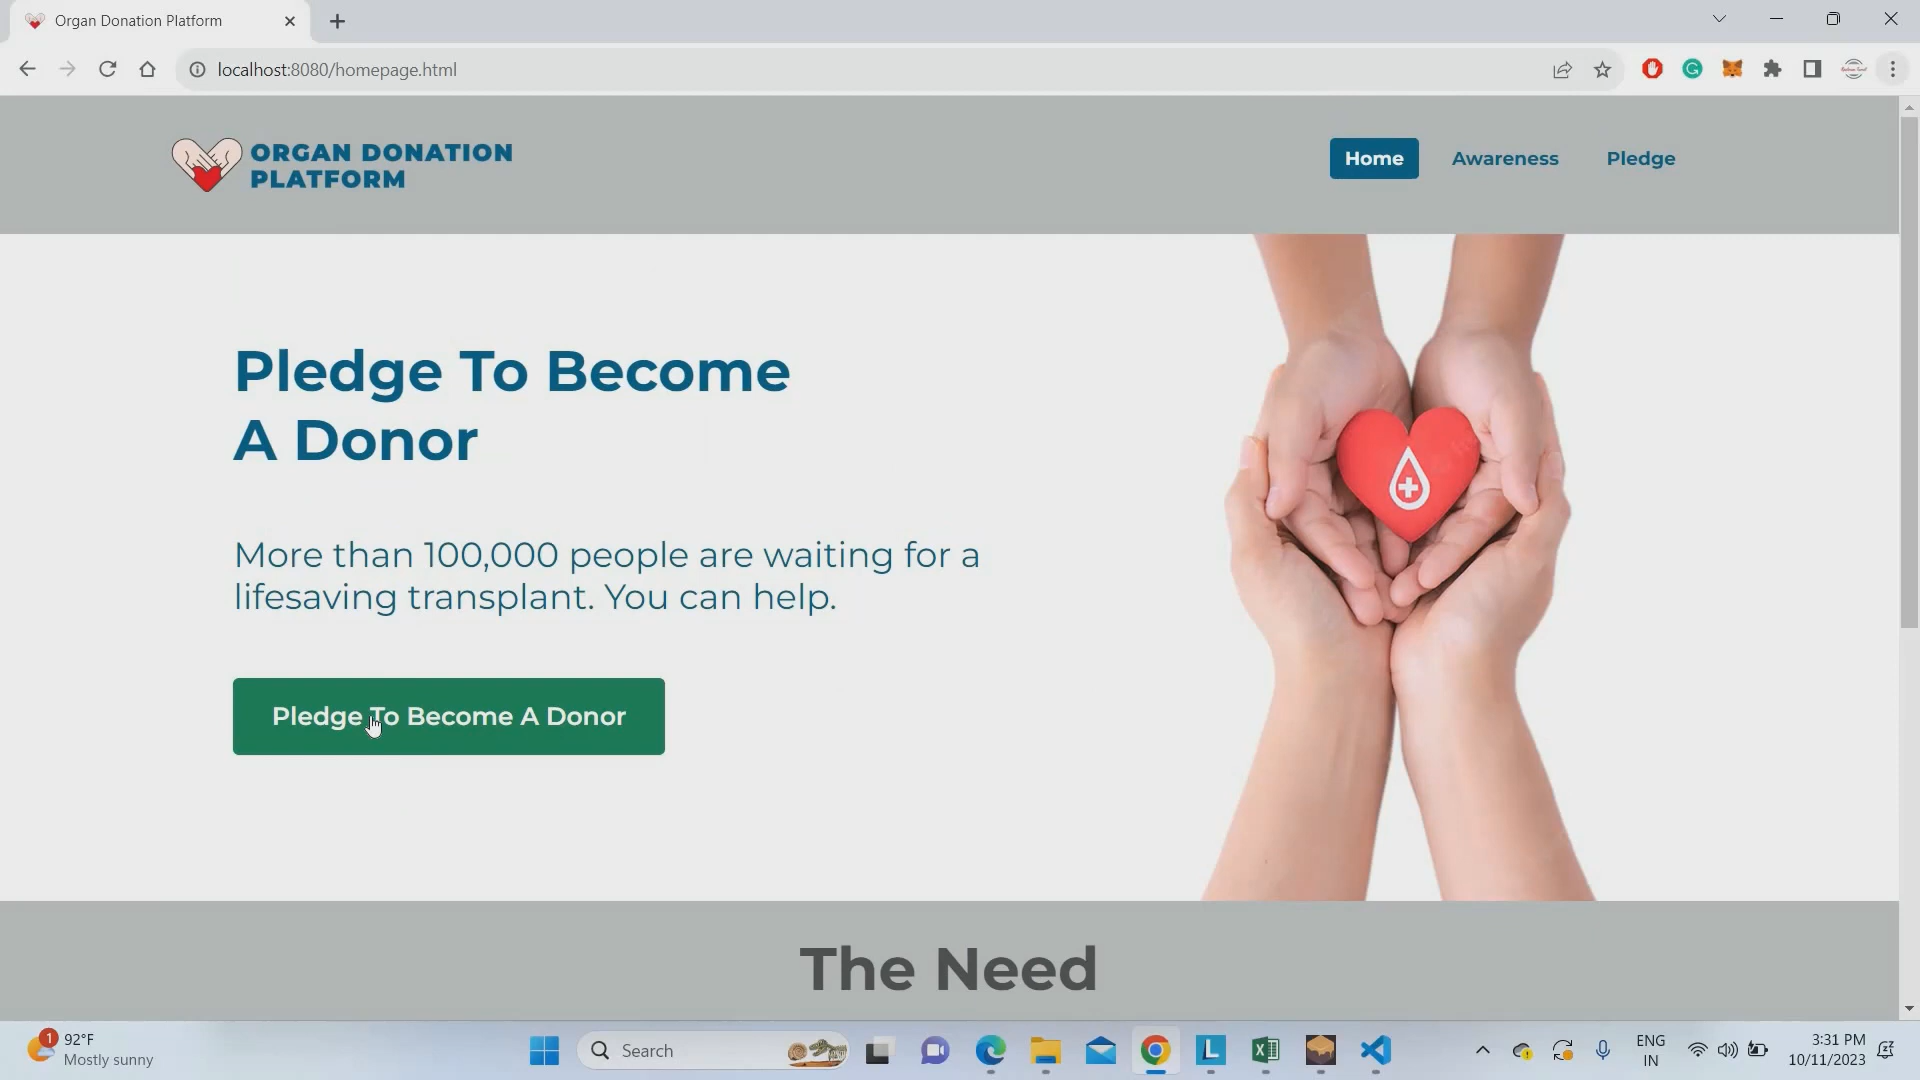 Organ Donation Platform
localhost:8080/homepage.html
ORGAN DONATION
PLATFORM
Home
Awareness
Pledge
Pledge To Become
A Donor
More than 100,000 people are waiting for a
lifesaving transplant. You can help.
Pledge To Become A Donor
The Need
1
92°F
Mostly sunny
Search
ENG
IN
3:31 PM
10/11/2023